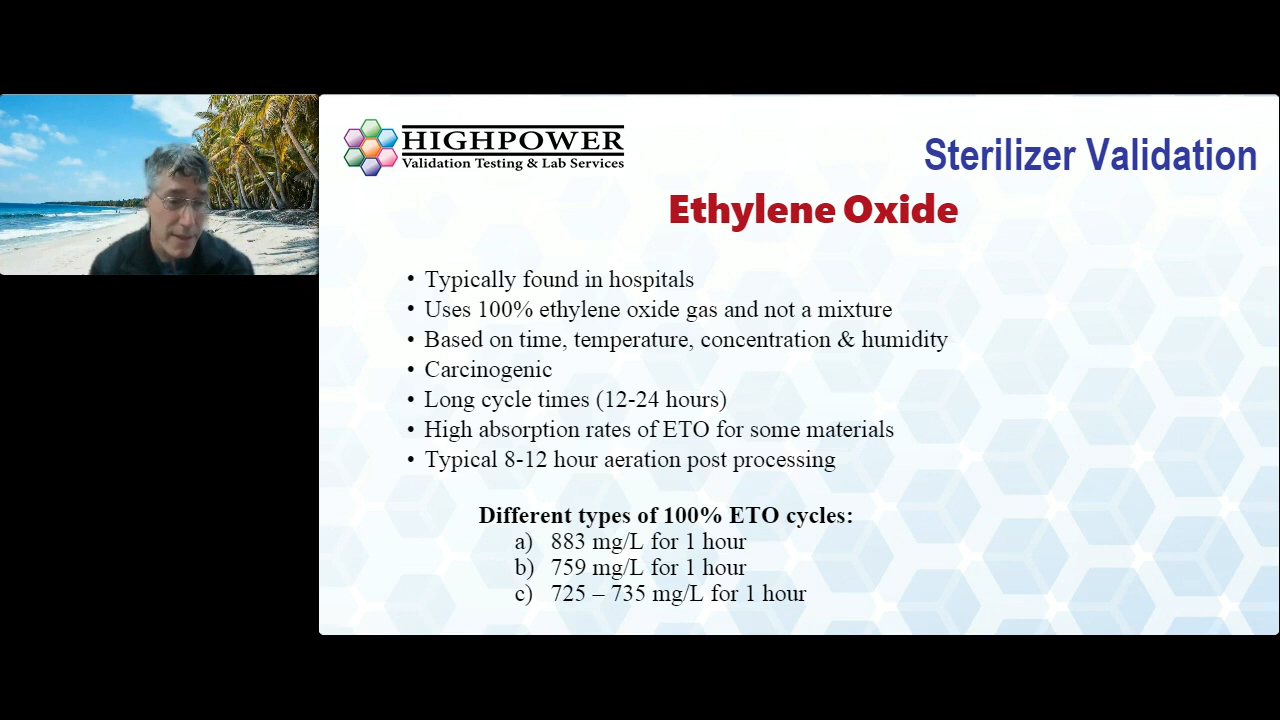 HIGHPOWER
Validation Testing & Lab Services
Sterilizer Validation
Ethylene Oxide
• Typically found in hospitals
• Uses 100% ethylene oxide gas and not a mixture
• Based on time, temperature, concentration & humidity
• Carcinogenic
• Long cycle times (12-24 hours)
• High absorption rates of ETO for some materials
• Typical 8-12 hour aeration post processing
Different types of 100% ETO cycles:
a) 883 mg/L for 1 hour
b) 759 mg/L for 1 hour
c) 725 – 735 mg/L for 1 hour